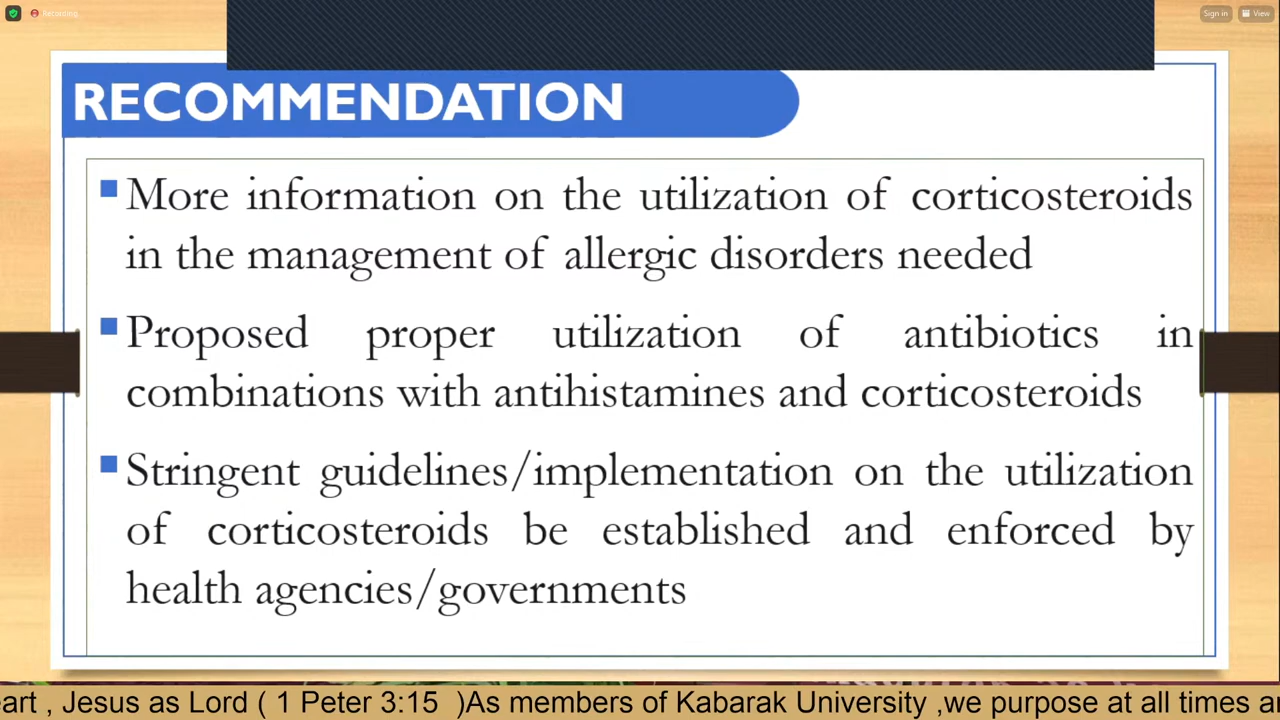 Recording
Sign in
View
RECOMMENDATION
More information on the utilization of corticosteroids
in the management of allergic disorders needed
Proposed proper utilization of antibiotics in
combinations with antihistamines and corticosteroids
Stringent guidelines/implementation on the utilization
of corticosteroids be established and enforced by
health agencies/governments
, Jesus as Lord ( 1 Peter 3:15 )As members of Kabarak University ,we purpose at all times